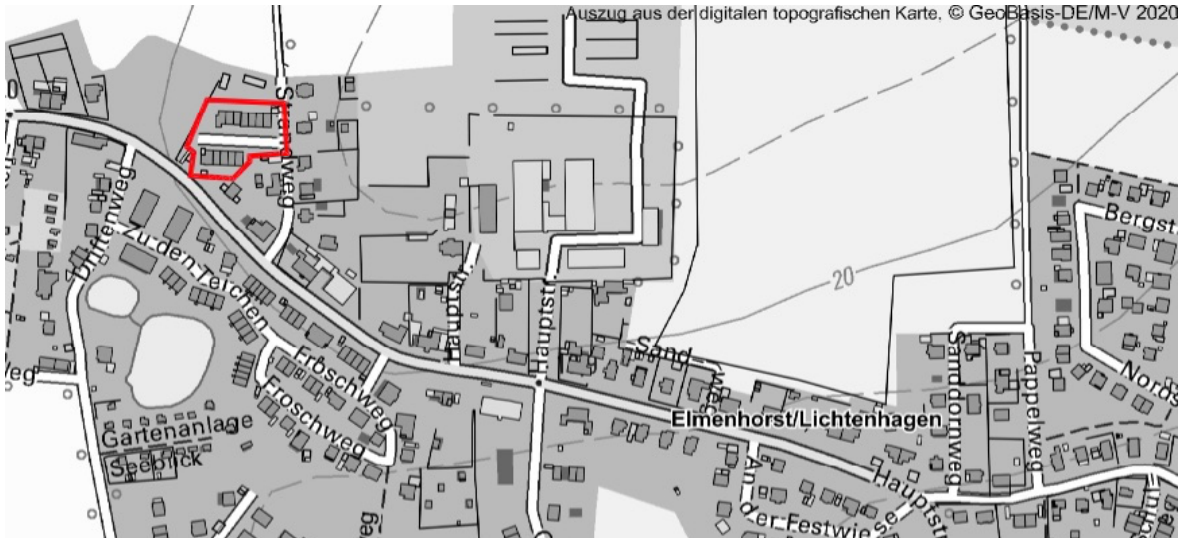 Auszug aus der digitalen topografischen Karte, © GeoBasis-DE/M-V 2020
Strandweg
Driftenweg
Zu den Teichen
Bergst
20
Hauptstr.
Hauptstr.
Sand
weg
Froschweg
Froschweg
Nords
Elmenhorst/Lichtenhagen
Sanddornweg
Pappelweg
Gartenanlage
Seeblick
Hauptstr
An
der Festwiese